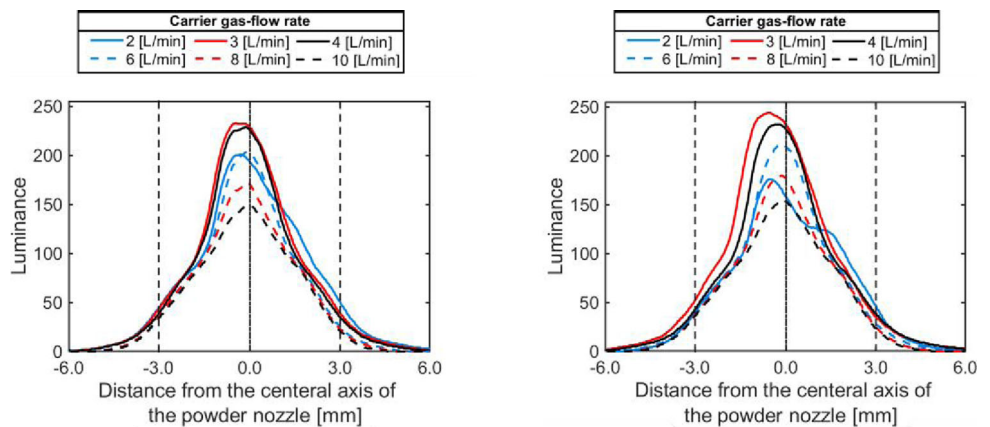 Carrier gas-flow rate
2 [L/min] 3 [L/min] 4 [L/min]
6 [L/min] 8 [L/min] 10 [L/min]
250
200
150
100
50
0
Luminance
-6.0 -3.0 0.0 3.0 6.0
Distance from the centeral axis of
the powder nozzle [mm]
Carrier gas-flow rate
2 [L/min] 3 [L/min] 4 [L/min]
6 [L/min] 8 [L/min] 10 [L/min]
250
200
150
100
50
0
Luminance
-6.0 -3.0 0.0 3.0 6.0
Distance from the centeral axis of
the powder nozzle [mm]